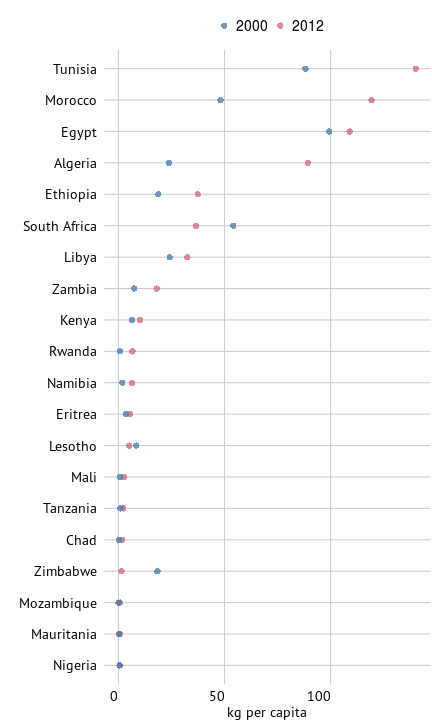 2000 2012
Tunisia
Morocco
Egypt
Algeria
Ethiopia
South Africa
Libya
Zambia
Kenya
Rwanda
Namibia
Eritrea
Lesotho
Mali
Tanzania
Chad
Zimbabwe
Mozambique
Mauritania
Nigeria
0 50 100
kg per capita